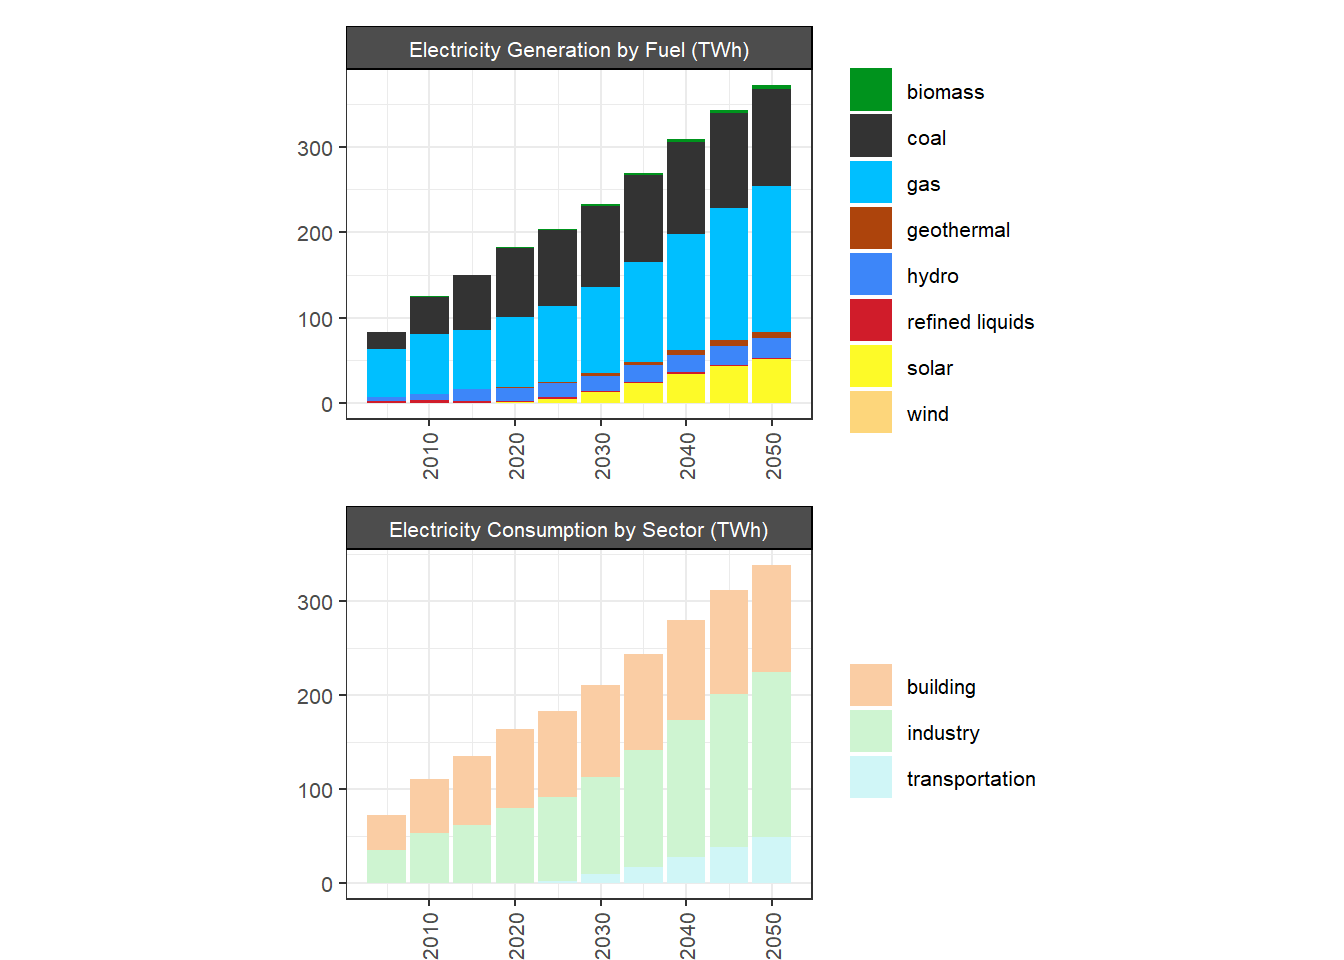 Electricity Generation by Fuel (TWh)
300
200
100
0
2010 2020 2030 2040 2050
biomass
coal
gas
geothermal
hydro
refined liquids
solar
wind
Electricity Consumption by Sector (TWh)
300
200
100
0
2010 2020 2030 2040 2050
building
industry
transportation